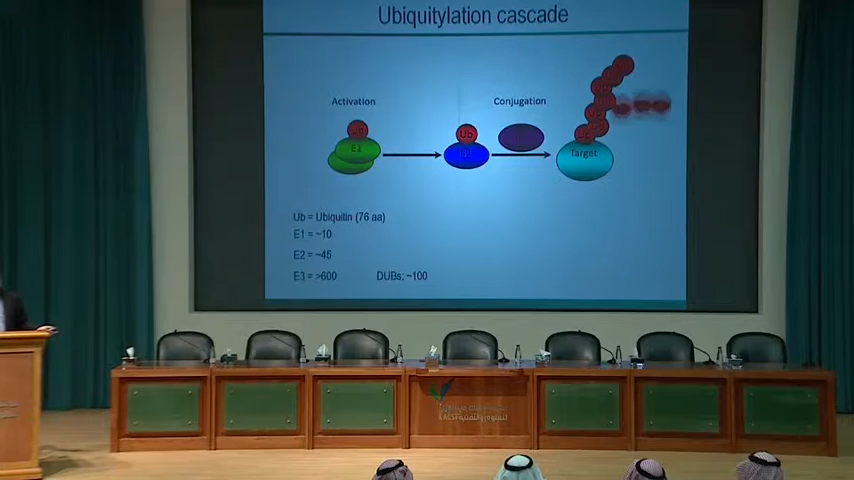 Ubiquitylation cascade
Activation
Conjugation
Ub
E1
Ub
Target
Ub = Ubiquitin (76 aa)
E1 = ~10
E2 = ~45
E3 = >600
DUBs: ~100
KACST